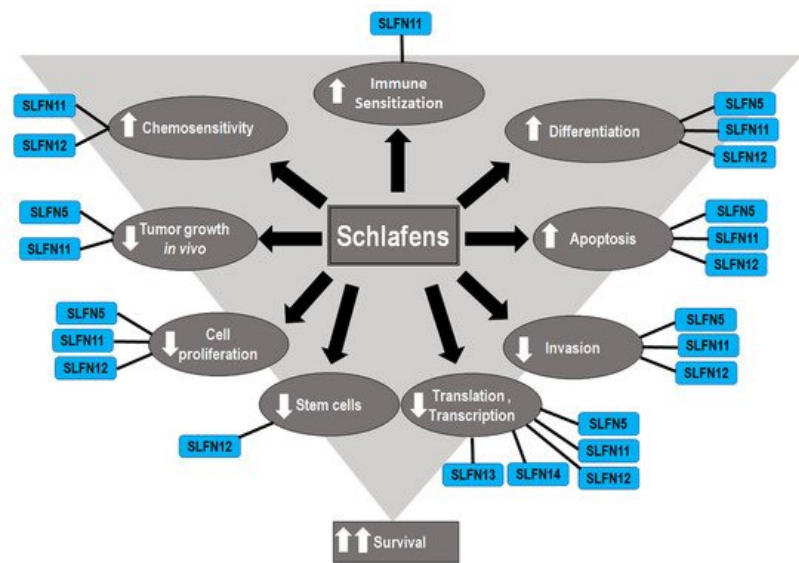 SLFN11
Immune
Sensitization
SLFN11
SLFN12
Chemosensitivity
Differentiation
SLFN5
SLFN11
SLFN12
Schlafens
SLFN5
SLFN11
Tumor growth
in vivo
Apoptosis
SLFN5
SLFN11
SLFN12
SLFN5
SLFN11
SLFN12
Cell
proliferation
Invasion
SLFN5
SLFN11
SLFN12
Stem cells
SLFN12
Translation ,
Transcription
SLFN5
SLFN11
SLFN12
SLFN13
SLFN14
Survival